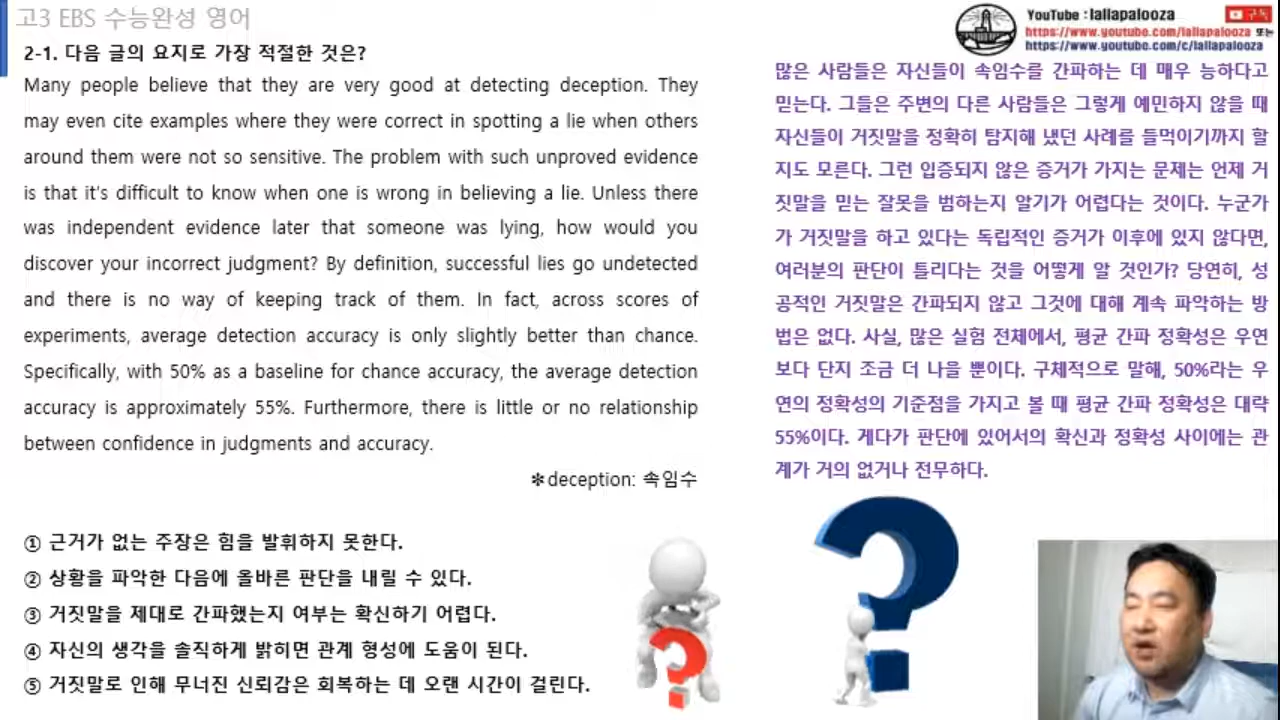 고3 EBS 수능완성 영어
YouTube : lallapalooza
구독
https://www.youtube.com/lallapalooza 또는
https://www.youtube.com/c/lallapalooza
2-1. 다음 글의 요지로 가장 적절한 것은?
Many people believe that they are very good at detecting deception. They
may even cite examples where they were correct in spotting a lie when others
around them were not so sensitive. The problem with such unproved evidence
is that it's difficult to know when one is wrong in believing a lie. Unless there
was independent evidence later that someone was lying, how would you
discover your incorrect judgment? By definition, successful lies go undetected
and there is no way of keeping track of them. In fact, across scores of
experiments, average detection accuracy is only slightly better than chance.
Specifically, with 50% as a baseline for chance accuracy, the average detection
accuracy is approximately 55%. Furthermore, there is little or no relationship
between confidence in judgments and accuracy.
＊deception: 속임수
① 근거가 없는 주장은 힘을 발휘하지 못한다.
② 상황을 파악한 다음에 올바른 판단을 내릴 수 있다.
③ 거짓말을 제대로 간파했는지 여부는 확신하기 어렵다.
④ 자신의 생각을 솔직하게 밝히면 관계 형성에 도움이 된다.
⑤ 거짓말로 인해 무너진 신뢰감은 회복하는 데 오랜 시간이 걸린다.
많은 사람들은 자신들이 속임수를 간파하는 데 매우 능하다고
믿는다. 그들은 주변의 다른 사람들은 그렇게 예민하지 않을 때
자신들이 거짓말을 정확히 탐지해 냈던 사례를 들먹이기까지 할
지도 모른다. 그런 입증되지 않은 증거가 가지는 문제는 언제 거
짓말을 믿는 잘못을 범하는지 알기가 어렵다는 것이다. 누군가
가 거짓말을 하고 있다는 독립적인 증거가 이후에 있지 않다면,
여러분의 판단이 틀리다는 것을 어떻게 알 것인가? 당연히, 성
공적인 거짓말은 간파되지 않고 그것에 대해 계속 파악하는 방
법은 없다. 사실, 많은 실험 전체에서, 평균 간파 정확성은 우연
보다 단지 조금 더 나을 뿐이다. 구체적으로 말해, 50%라는 우
연의 정확성의 기준점을 가지고 볼 때 평균 간파 정확성은 대략
55%이다. 게다가 판단에 있어서의 확신과 정확성 사이에는 관
계가 거의 없거나 전무하다.